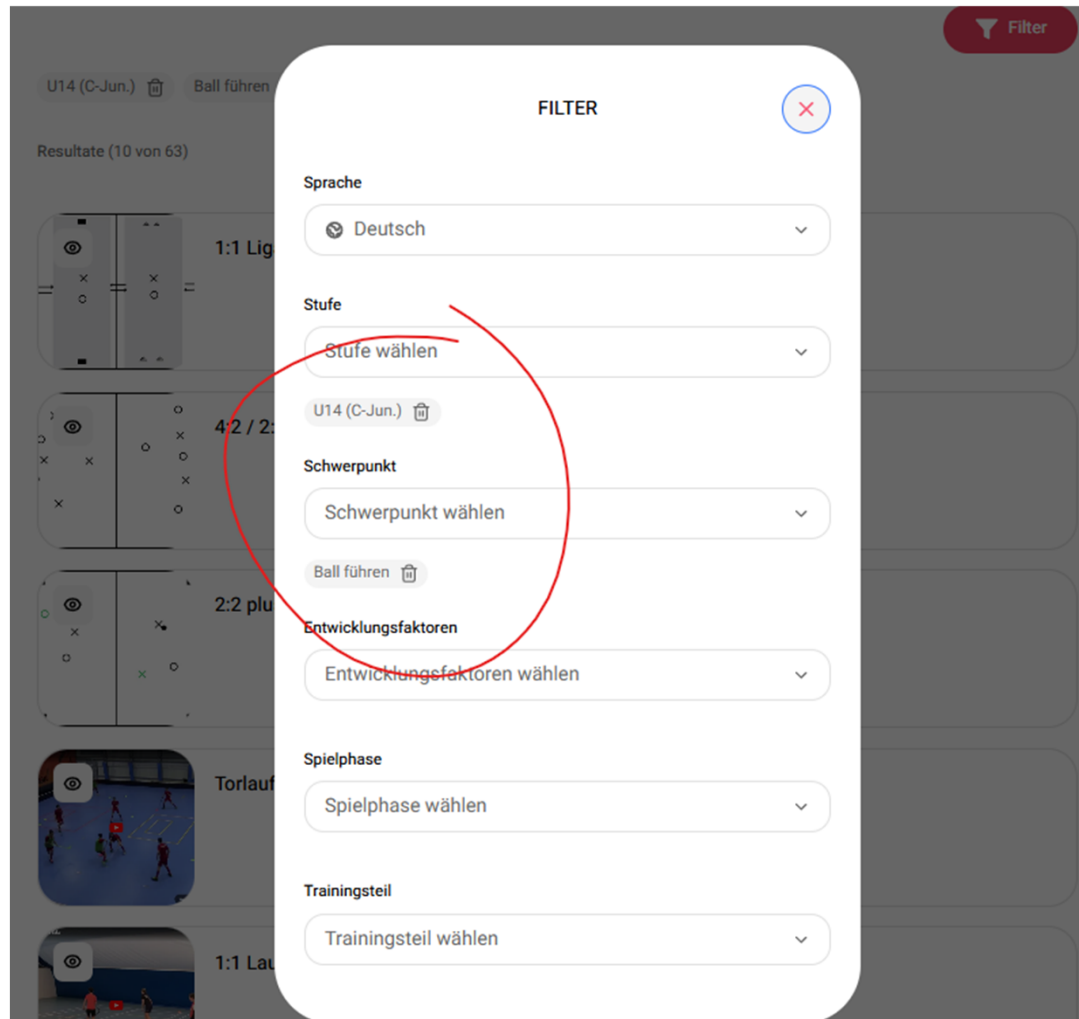 Filter
U14 (C-Jun.) Ball führen
FILTER
Resultate (10 von 63)
Sprache
Deutsch
1:1 Lig
Stufe
Stufe wählen
U14 (C-Jun.)
4:2 / 2:
Schwerpunkt
Schwerpunkt wählen
Ball führen
2:2 plu
Entwicklungsfaktoren
Entwicklungsfaktoren wählen
Spielphase
Torlauf
Spielphase wählen
Trainingsteil
Trainingsteil wählen
1:1 Lau